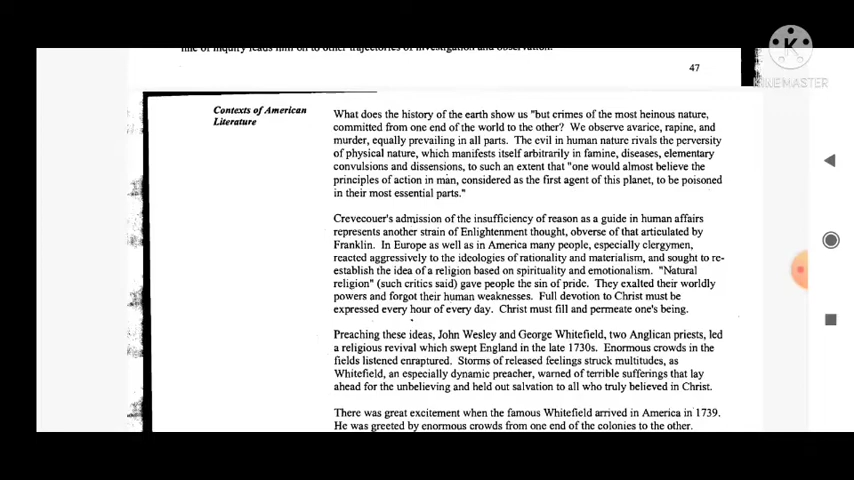 line of inquiry leads him on to other trajectories of investigation and observation.
47
KINEMASTER
Contexts of American
Literature
What does the history of the earth show us "but crimes of the most heinous nature,
committed from one end of the world to the other? We observe avarice, rapine, and
murder, equally prevailing in all parts. The evil in human nature rivals the perversity
of physical nature, which manifests itself arbitrarily in famine, diseases, elementary
convulsions and dissensions, to such an extent that "one would almost believe the
principles of action in man, considered as the first agent of this planet, to be poisoned
in their most essential parts."
Crevecouer's admission of the insufficiency of reason as a guide in human affairs
represents another strain of Enlightenment thought, obverse of that articulated by
Franklin. In Europe as well as in America many people, especially clergymen,
reacted aggressively to the ideologies of rationality and materialism, and sought to re-
establish the idea of a religion based on spirituality and emotionalism. "Natural
religion" (such critics said) gave people the sin of pride. They exalted their worldly
powers and forgot their human weaknesses. Full devotion to Christ must be
expressed every hour of every day. Christ must fill and permeate one's being.
Preaching these ideas, John Wesley and George Whitefield, two Anglican priests, led
a religious revival which swept England in the late 1730s. Enormous crowds in the
fields listened enraptured. Storms of released feelings struck multitudes, as
Whitefield, an especially dynamic preacher, warned of terrible sufferings that lay
ahead for the unbelieving and held out salvation to all who truly believed in Christ.
There was great excitement when the famous Whitefield arrived in America in 1739.
He was greeted by enormous crowds from one end of the colonies to the other.